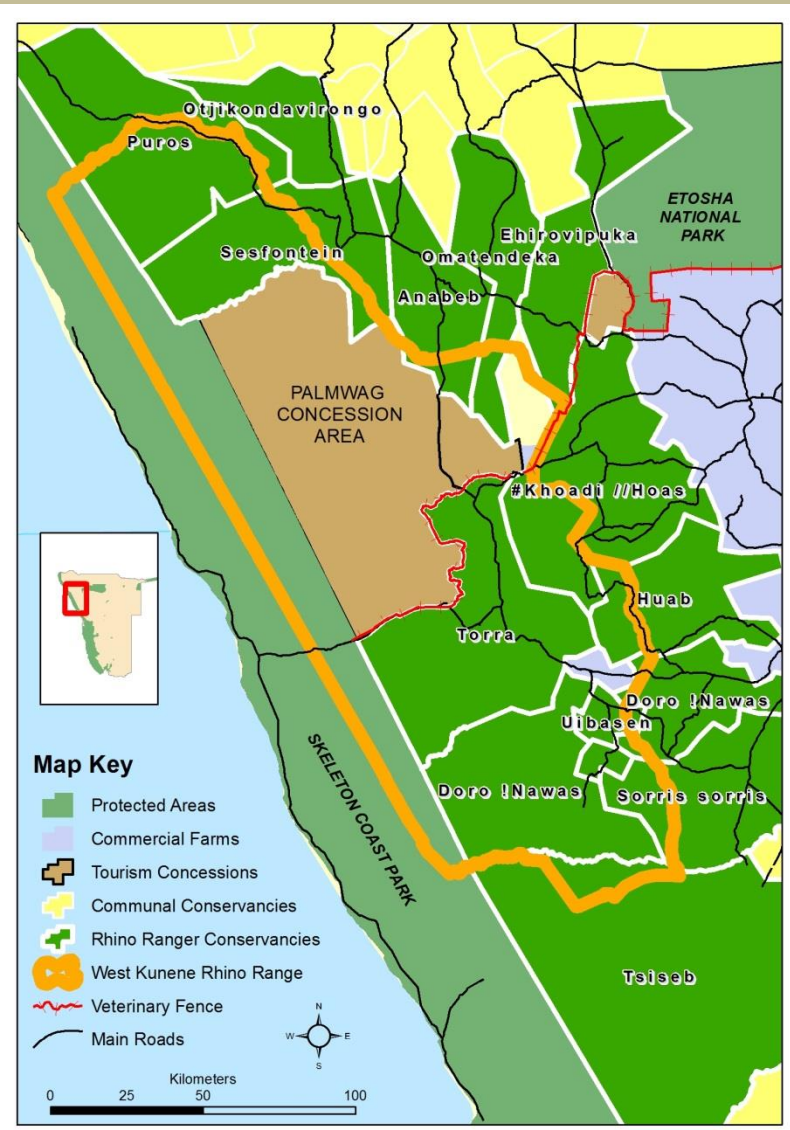 Otjikondavirongo
Puros
ETOSHA
NATIONAL
PARK
Ehirovipuka
Sesfontein
Omatendeka
Anabeb
PALMWAG
CONCESSION
AREA
#Khoadi //Hoas
Huab
Torra
Doro !Nawas
Uibasen
SKELETON COAST PARK
Doro !Nawas
Sorris sorris
Tsiseb
Map Key
Protected Areas
Commercial Farms
Tourism Concessions
Communal Conservancies
Rhino Ranger Conservancies
West Kunene Rhino Range
Veterinary Fence
Main Roads
N
W E
S
Kilometers
0 25 50 100